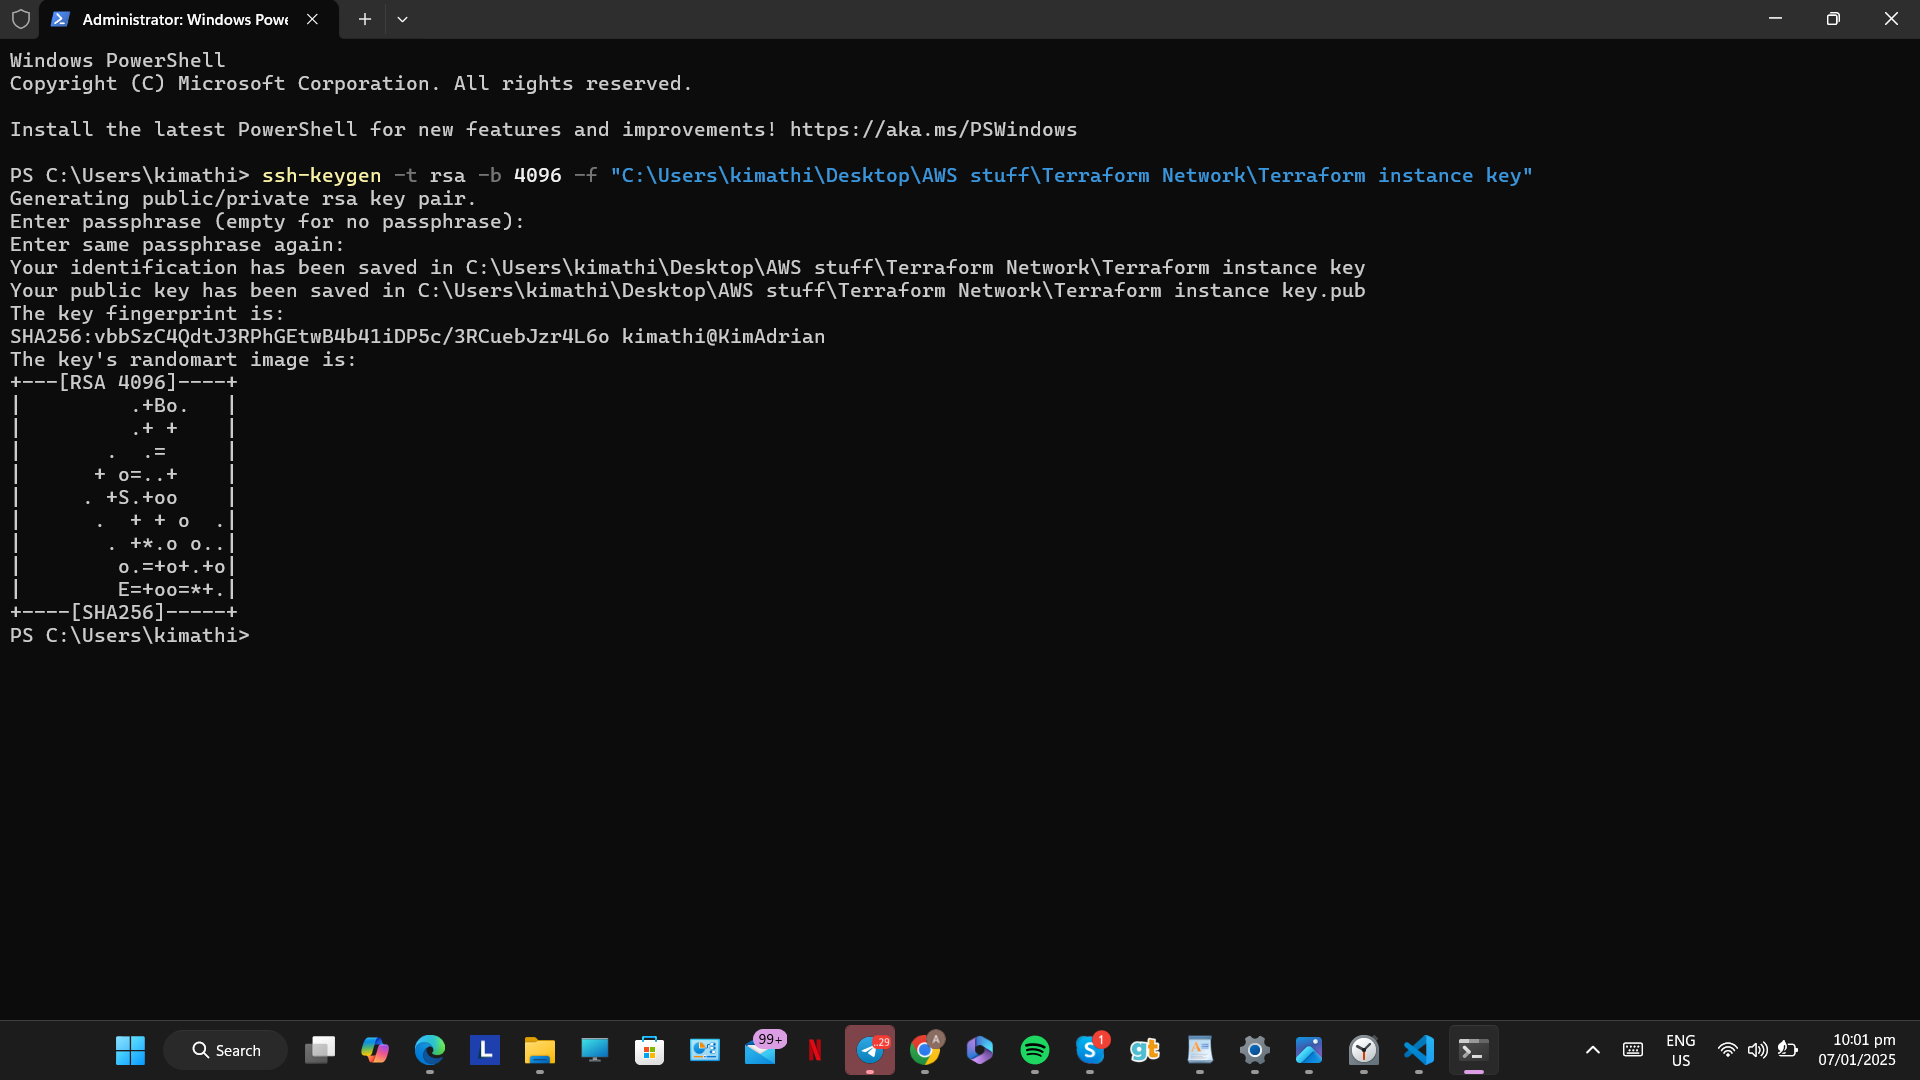 Administrator: Windows Powe
Windows PowerShell
Copyright (C) Microsoft Corporation. All rights reserved.
Install the latest PowerShell for new features and improvements! https://aka.ms/PSWindows
PS C:\Users\kimathi> ssh-keygen -t rsa -b 4096 -f "C:\Users\kimathi\Desktop\AWS stuff\Terraform Network\Terraform instance key"
Generating public/private rsa key pair.
Enter passphrase (empty for no passphrase):
Enter same passphrase again:
Your identification has been saved in C:\Users\kimathi\Desktop\AWS stuff\Terraform Network\Terraform instance key
Your public key has been saved in C:\Users\kimathi\Desktop\AWS stuff\Terraform Network\Terraform instance key.pub
The key fingerprint is:
SHA256:vbbSzC4QdtJ3RPhGEtwB4b41iDP5c/3RCuebJzr4L6o kimathi@KimAdrian
The key's randomart image is:
+---[RSA 4096]----+
|         .+Bo.   |
|         .+ +    |
|       .  .=     |
|      + o=..+    |
|     . +S.+oo    |
|      .  + + o  .|
|       . +*.o o..|
|        o.=+o+.+o|
|        E=+oo=*+.|
+----[SHA256]-----+
PS C:\Users\kimathi>
Search
L
99+
N
..29
A
S
1
gt
ENG
US
10:01 pm
07/01/2025